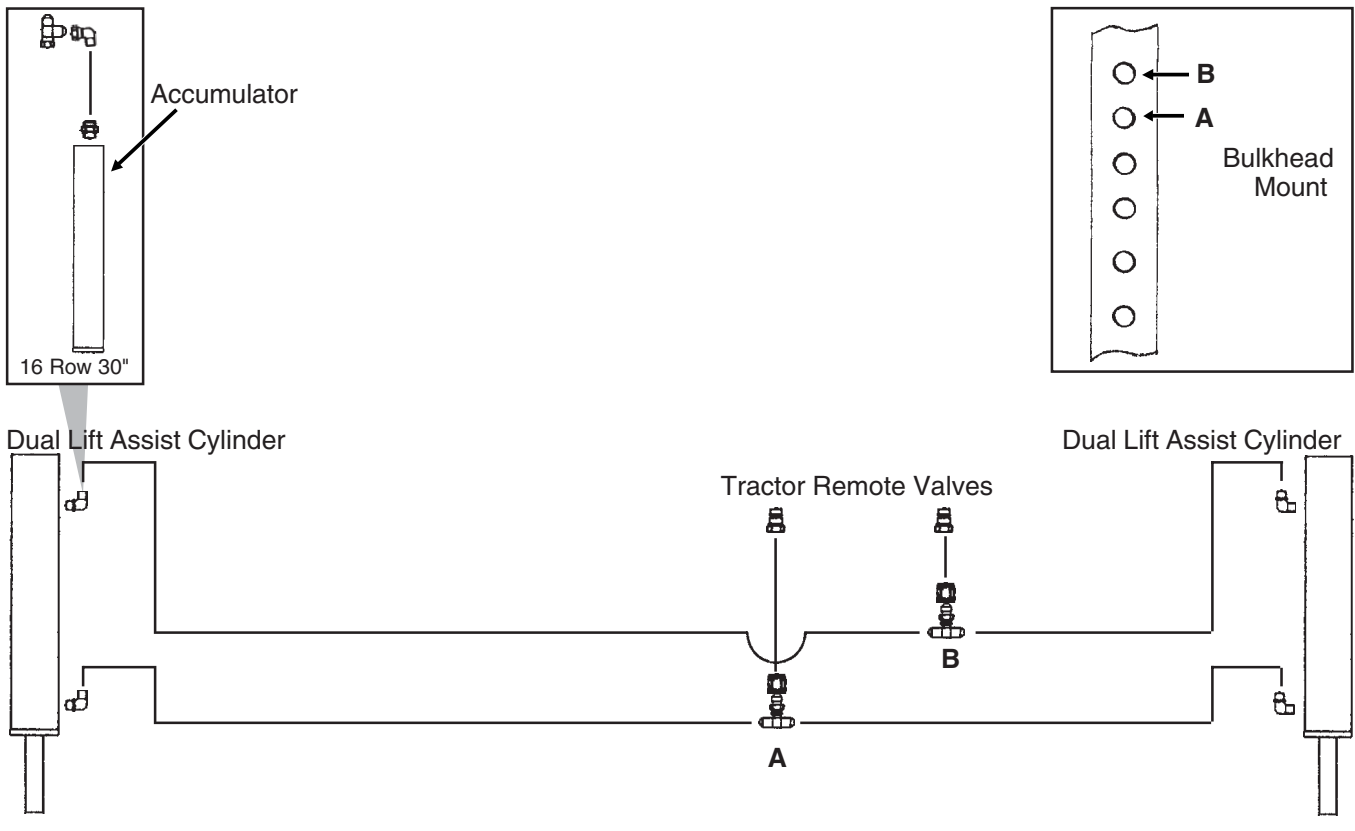 Accumulator
16 Row 30"
B
A
Bulkhead
Mount
Dual Lift Assist Cylinder
Dual Lift Assist Cylinder
Tractor Remote Valves
B
A